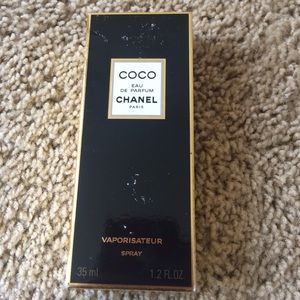 COCO
EAU
DE PARFUM
CHANEL
PARIS
VAPORISATEUR
SPRAY
35 ml 1.2 FL.OZ